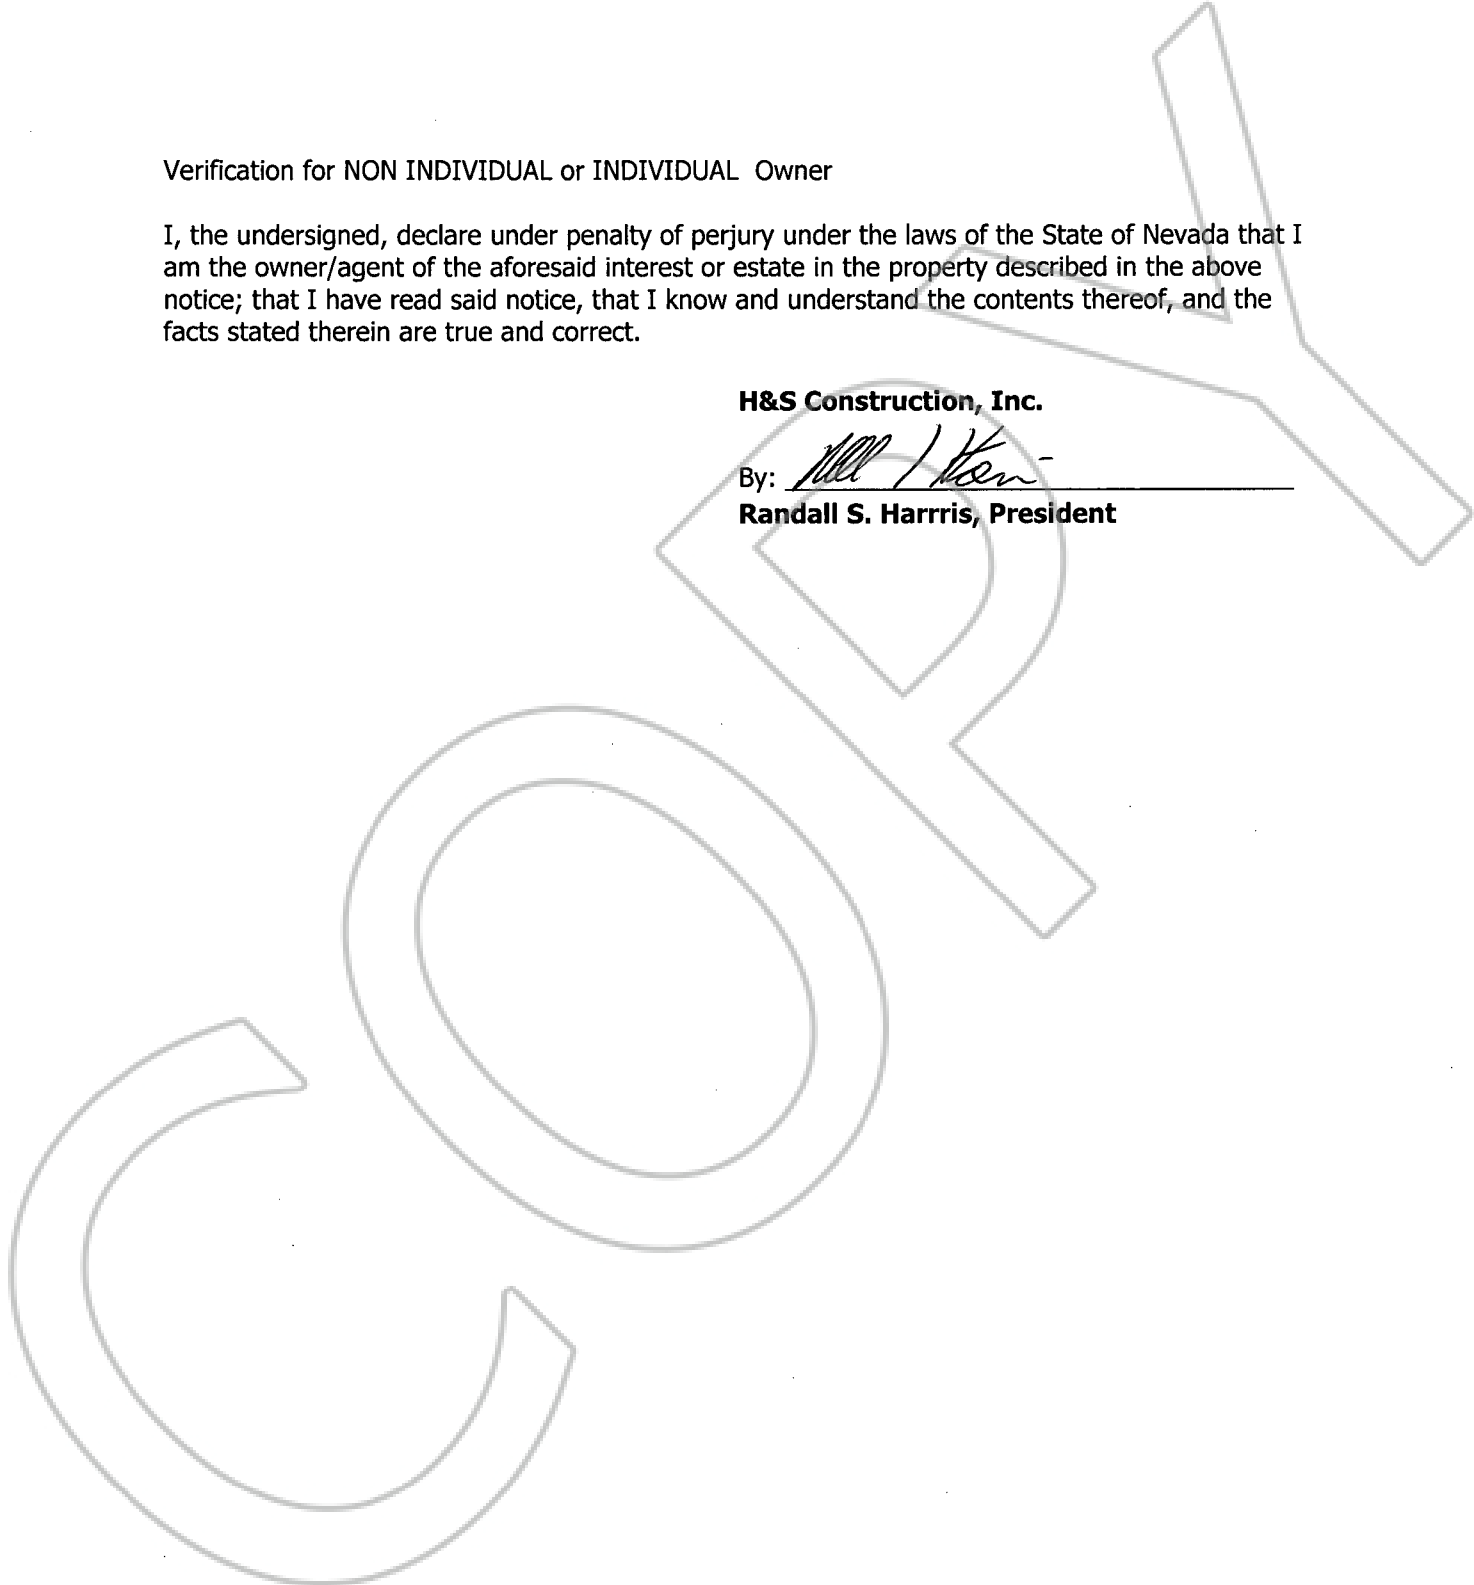 Verification for NON INDIVIDUAL or INDIVIDUAL Owner
I, the undersigned, declare under penalty of perjury under the laws of the State of Nevada that I
am the owner/agent of the aforesaid interest or estate in the property described in the above
notice; that I have read said notice, that I know and understand the contents thereof, and the
facts stated therein are true and correct.
H&S Construction, Inc.
By:
Randall S. Harrris, President
COPY